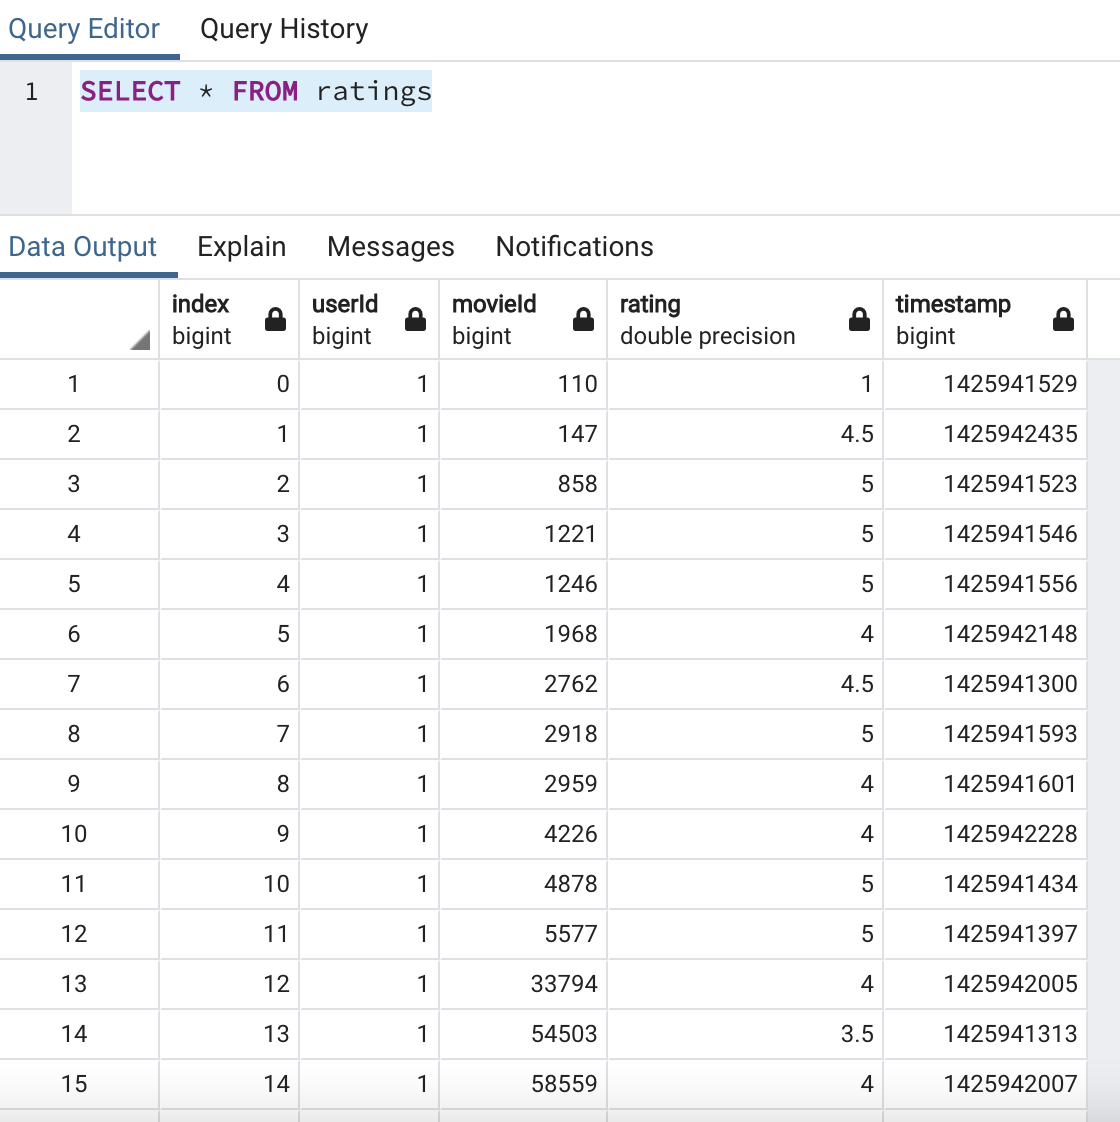 Query Editor Query History
1 SELECT * FROM ratings
Data Output Explain Messages Notifications
index userId movieId rating timestamp
bigint bigint bigint double precision bigint
1 0 1 110 1 1425941529
2 1 1 147 4.5 1425942435
3 2 1 858 5 1425941523
4 3 1 1221 5 1425941546
5 4 1 1246 5 1425941556
6 5 1 1968 4 1425942148
7 6 1 2762 4.5 1425941300
8 7 1 2918 5 1425941593
9 8 1 2959 4 1425941601
10 9 1 4226 4 1425942228
11 10 1 4878 5 1425941434
12 11 1 5577 5 1425941397
13 12 1 33794 4 1425942005
14 13 1 54503 3.5 1425941313
15 14 1 58559 4 1425942007